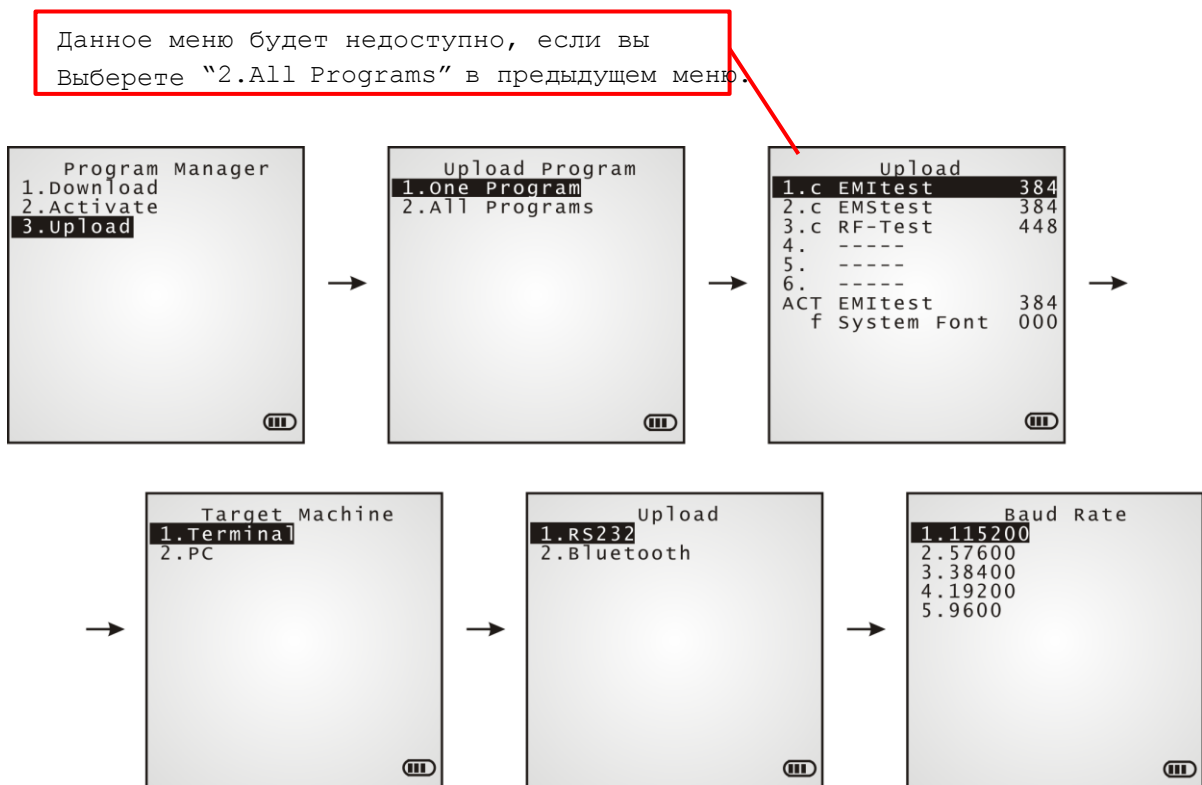 Данное меню будет недоступно, если вы
Выберете “2.All Programs” в предыдущем меню.
Program Manager
1.Download
2.Activate
3.Upload
Upload Program
1.One Program
2.All Programs
Upload
1.c EMItest 384
2.c EMStest 384
3.c RF-Test 448
4. -----
5. -----
6. -----
ACT EMItest 384
f System Font 000
Target Machine
1.Terminal
2.PC
Upload
1.RS232
2.Bluetooth
Baud Rate
1.115200
2.57600
3.38400
4.19200
5.9600